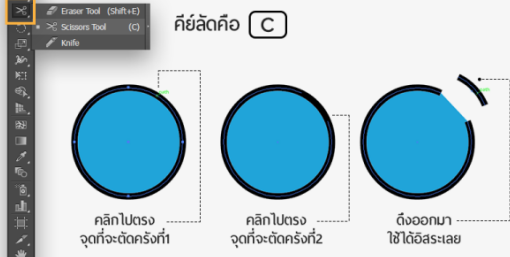 Eraser Tool (Shift+E)
Scissors Tool (C)
Knife
คีย์ลัดคือ C
คลิกไปตรง
จุดที่จะตัดครั้งที่1
คลิกไปตรง
จุดที่จะตัดครั้งที่2
ดึงออกมา
ใช้ได้อิสระเลย